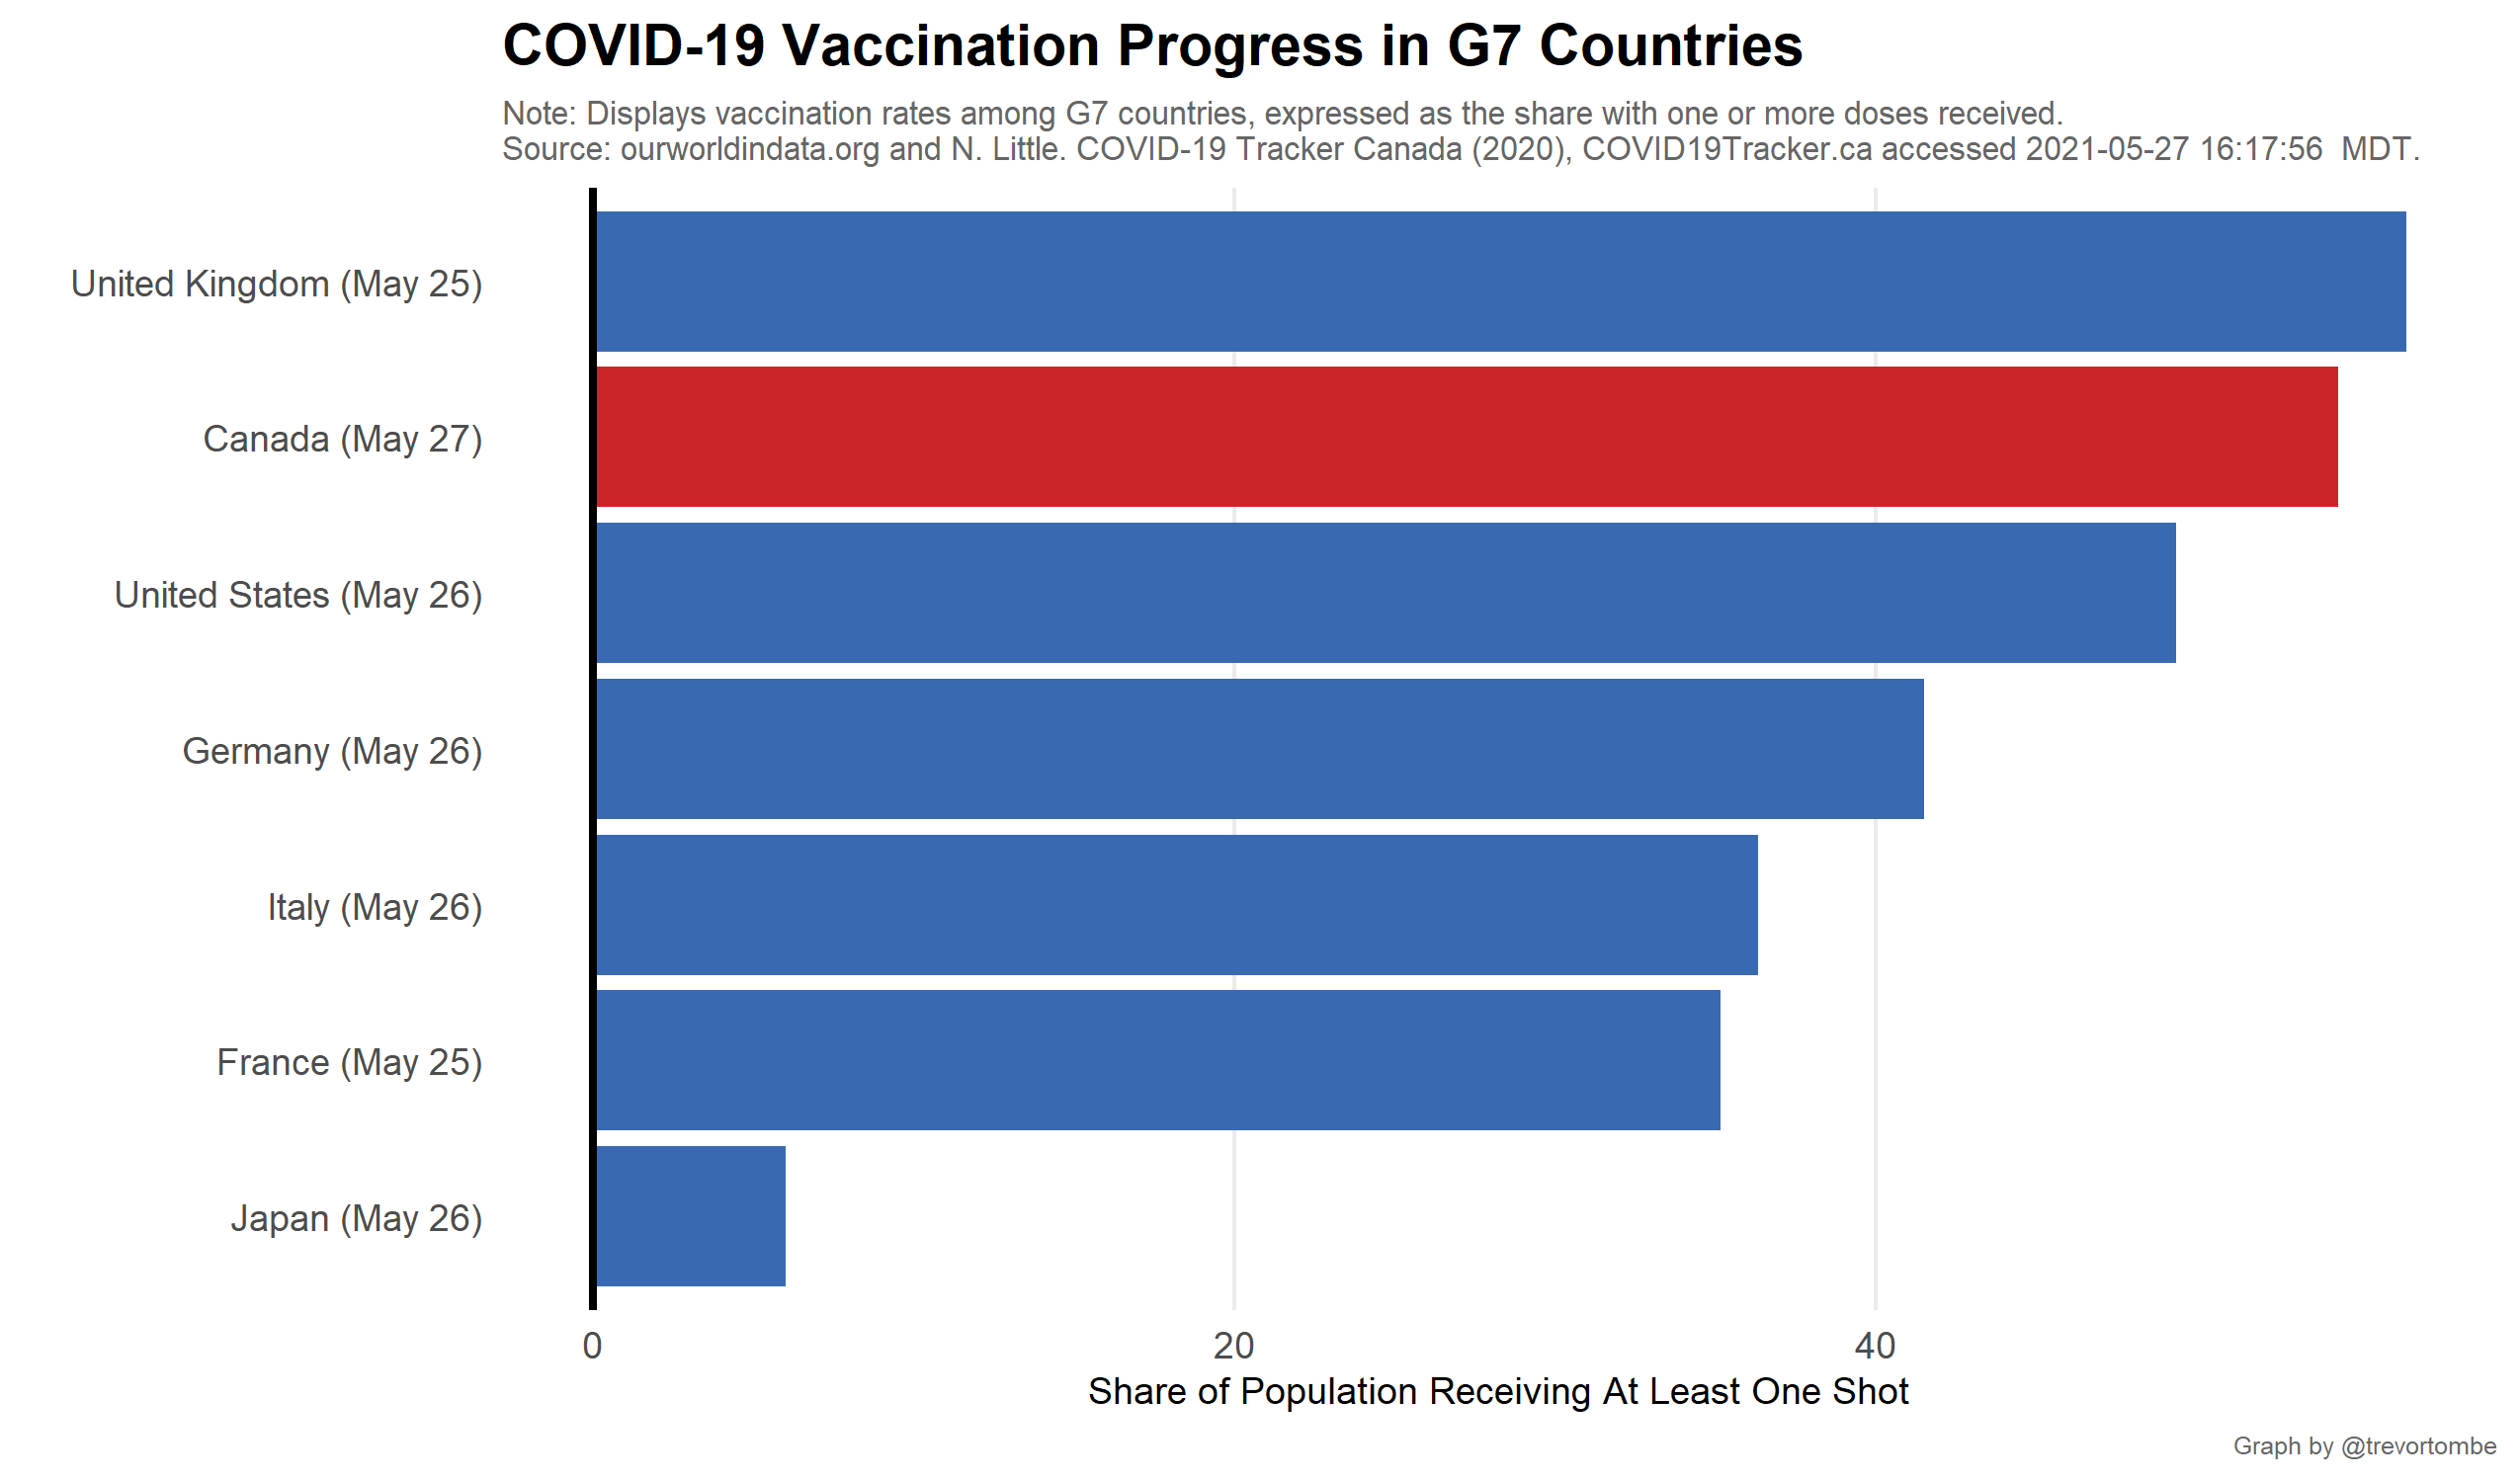 COVID-19 Vaccination Progress in G7 Countries
Note: Displays vaccination rates among G7 countries, expressed as the share with one or more doses received.
Source: ourworldindata.org and N. Little. COVID-19 Tracker Canada (2020), COVID19Tracker.ca accessed 2021-05-27 16:17:56  MDT.
United Kingdom (May 25)
Canada (May 27)
United States (May 26)
Germany (May 26)
Italy (May 26)
France (May 25)
Japan (May 26)
0 20 40
Share of Population Receiving At Least One Shot
Graph by @trevortombe